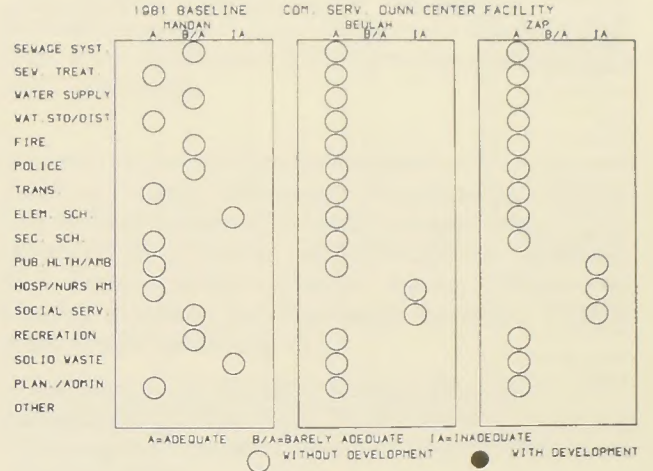 1981 BASELINE COM. SERV. DUNN CENTER FACILITY
MANDAN BEULAH ZAP
A B/A IA A B/A IA A B/A IA
SEWAGE SYST.
SEW. TREAT.
WATER SUPPLY
WAT.STO/DIST
FIRE
POLICE
TRANS.
ELEM. SCH.
SEC. SCH.
PUB.HLTH/AMB
HOSP/NURS HM
SOCIAL SERV.
RECREATION
SOLID WASTE
PLAN./ADMIN
OTHER
A=ADEQUATE B/A=BARELY ADEQUATE IA=INADEQUATE
WITHOUT DEVELOPMENT WITH DEVELOPMENT